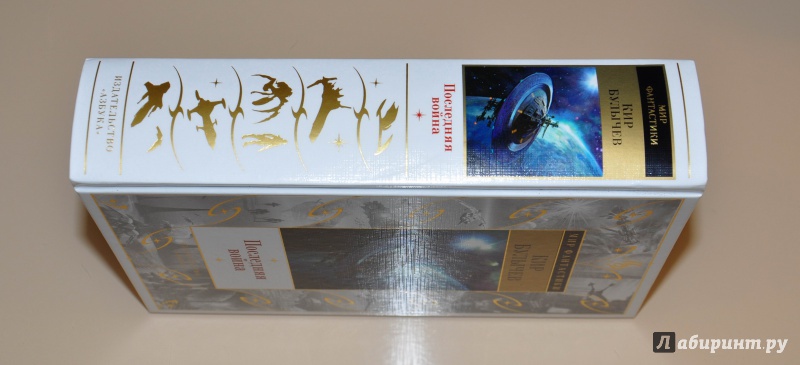 МИР
ФАНТАСТИКИ
КИР
БУЛЫЧЕВ
Последняя
война
ИЗДАТЕЛЬСТВО
«АЗБУКА»
МИР ФАНТАСТИКИ
КИР
БУЛЫЧЕВ
Последняя
война
Лабиринт.ру